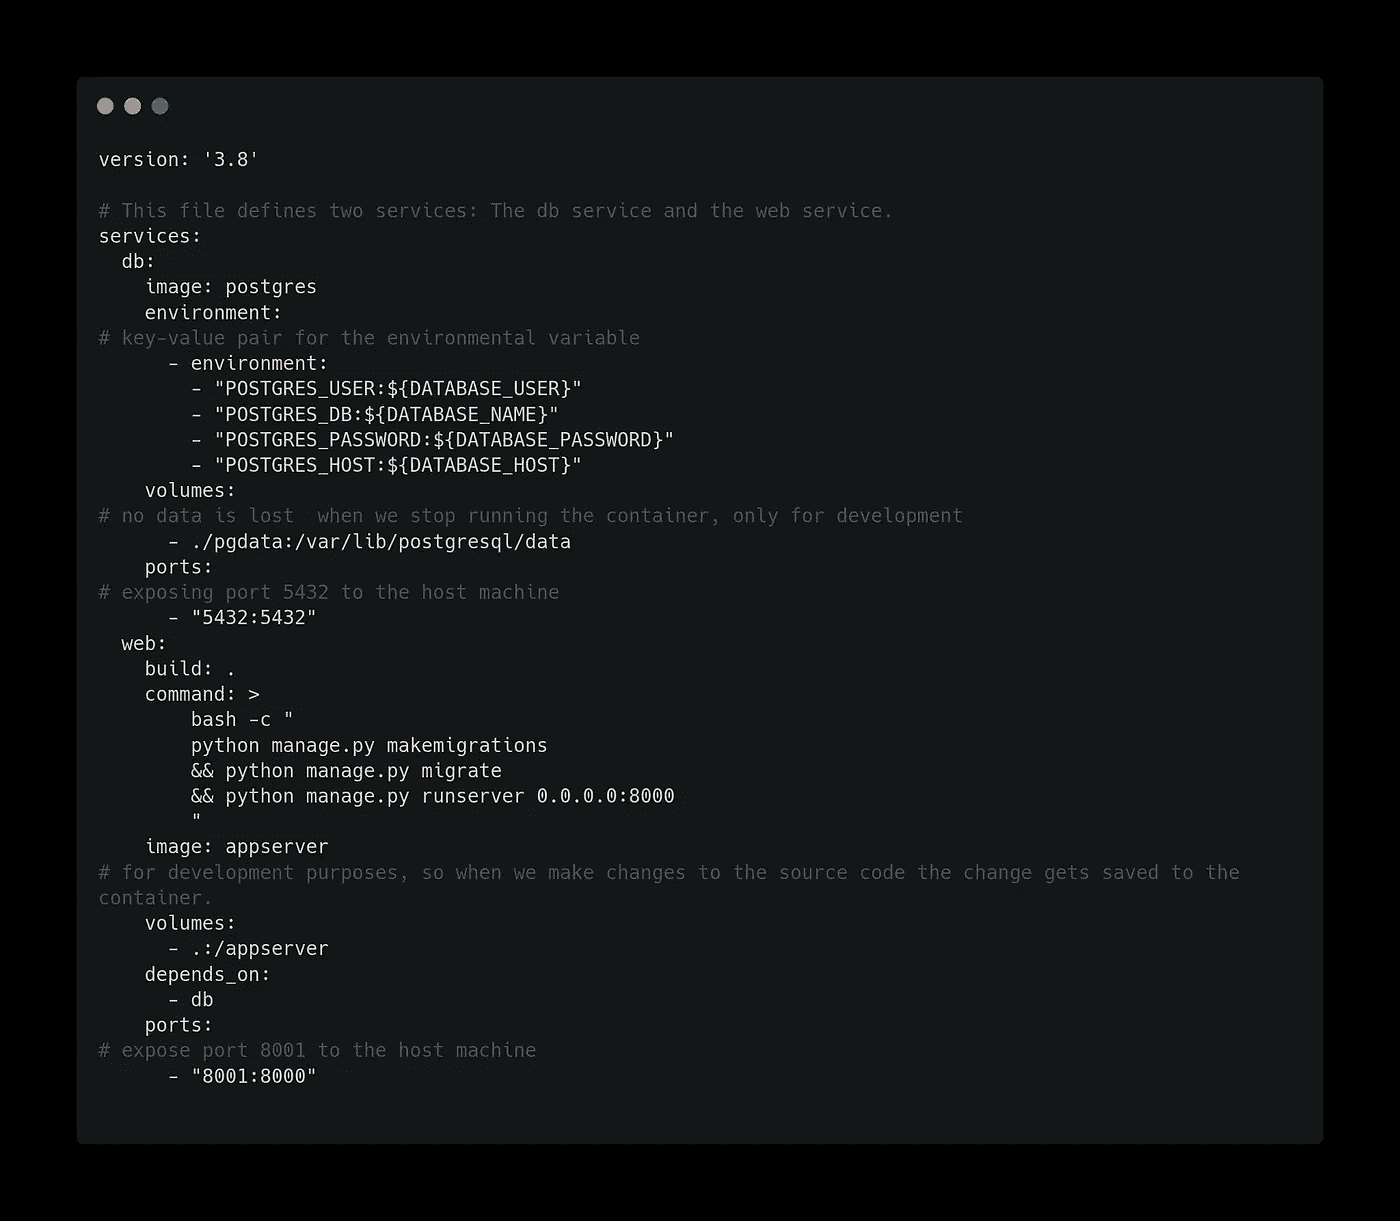 version: '3.8'

# This file defines two services: The db service and the web service.
services:
  db:
    image: postgres
    environment:
# key-value pair for the environmental variable
      - environment:
        - "POSTGRES_USER:${DATABASE_USER}"
        - "POSTGRES_DB:${DATABASE_NAME}"
        - "POSTGRES_PASSWORD:${DATABASE_PASSWORD}"
        - "POSTGRES_HOST:${DATABASE_HOST}"
    volumes:
# no data is lost  when we stop running the container, only for development
      - ./pgdata:/var/lib/postgresql/data
    ports:
# exposing port 5432 to the host machine
      - "5432:5432"
  web:
    build: .
    command: >
        bash -c "
        python manage.py makemigrations
        && python manage.py migrate
        && python manage.py runserver 0.0.0.0:8000
        "
    image: appserver
# for development purposes, so when we make changes to the source code the change gets saved to the
container.
    volumes:
      - .:/appserver
    depends_on:
      - db
    ports:
# expose port 8001 to the host machine
      - "8001:8000"